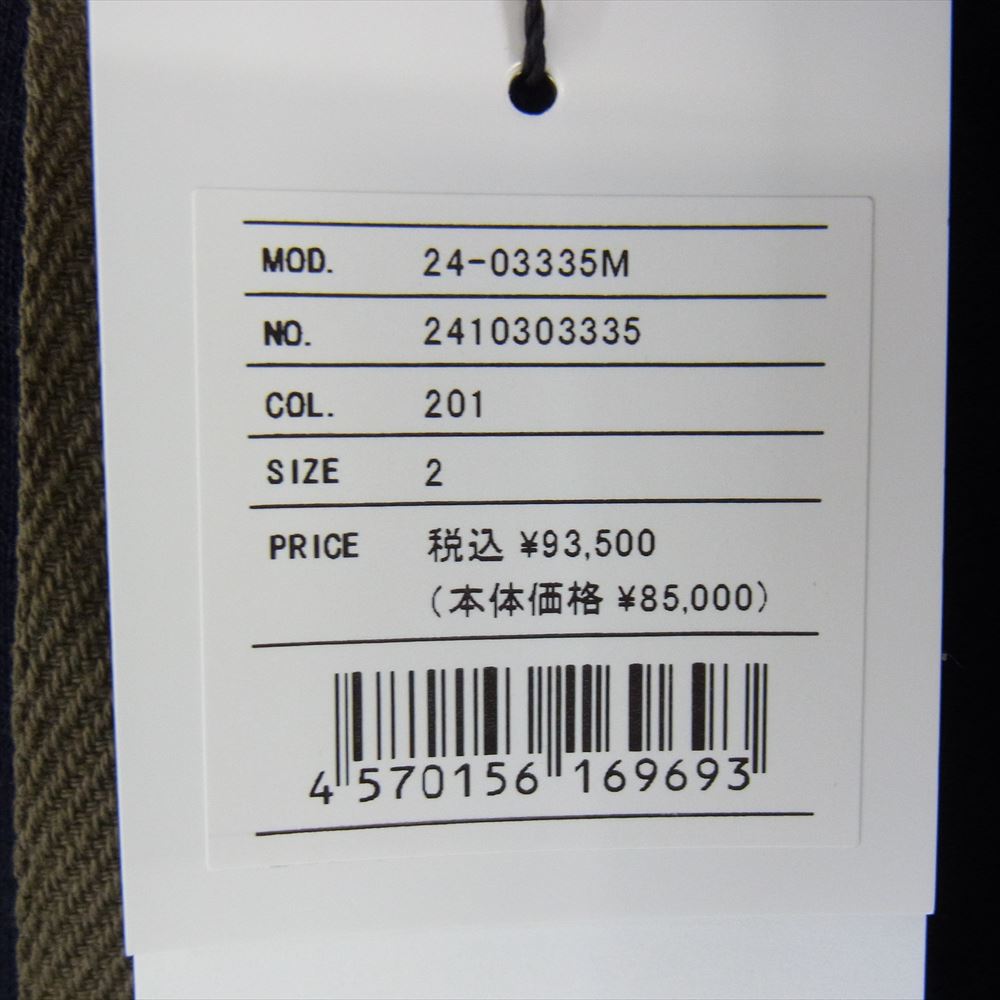 MOD. 24-03335M
NO. 2410303335
COL. 201
SIZE 2
PRICE 税込 ¥93,500
(本体価格 ¥85,000)
4 570156 169693